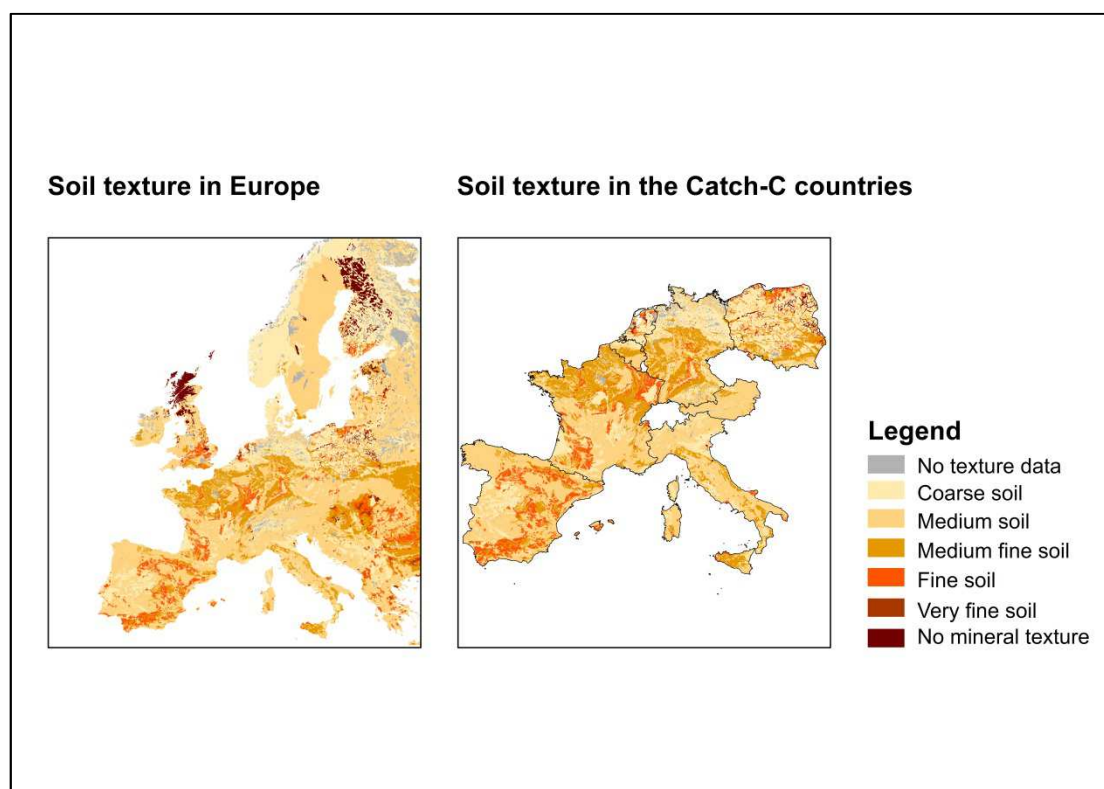 Soil texture in Europe
Soil texture in the Catch-C countries
Legend
No texture data
Coarse soil
Medium soil
Medium fine soil
Fine soil
Very fine soil
No mineral texture